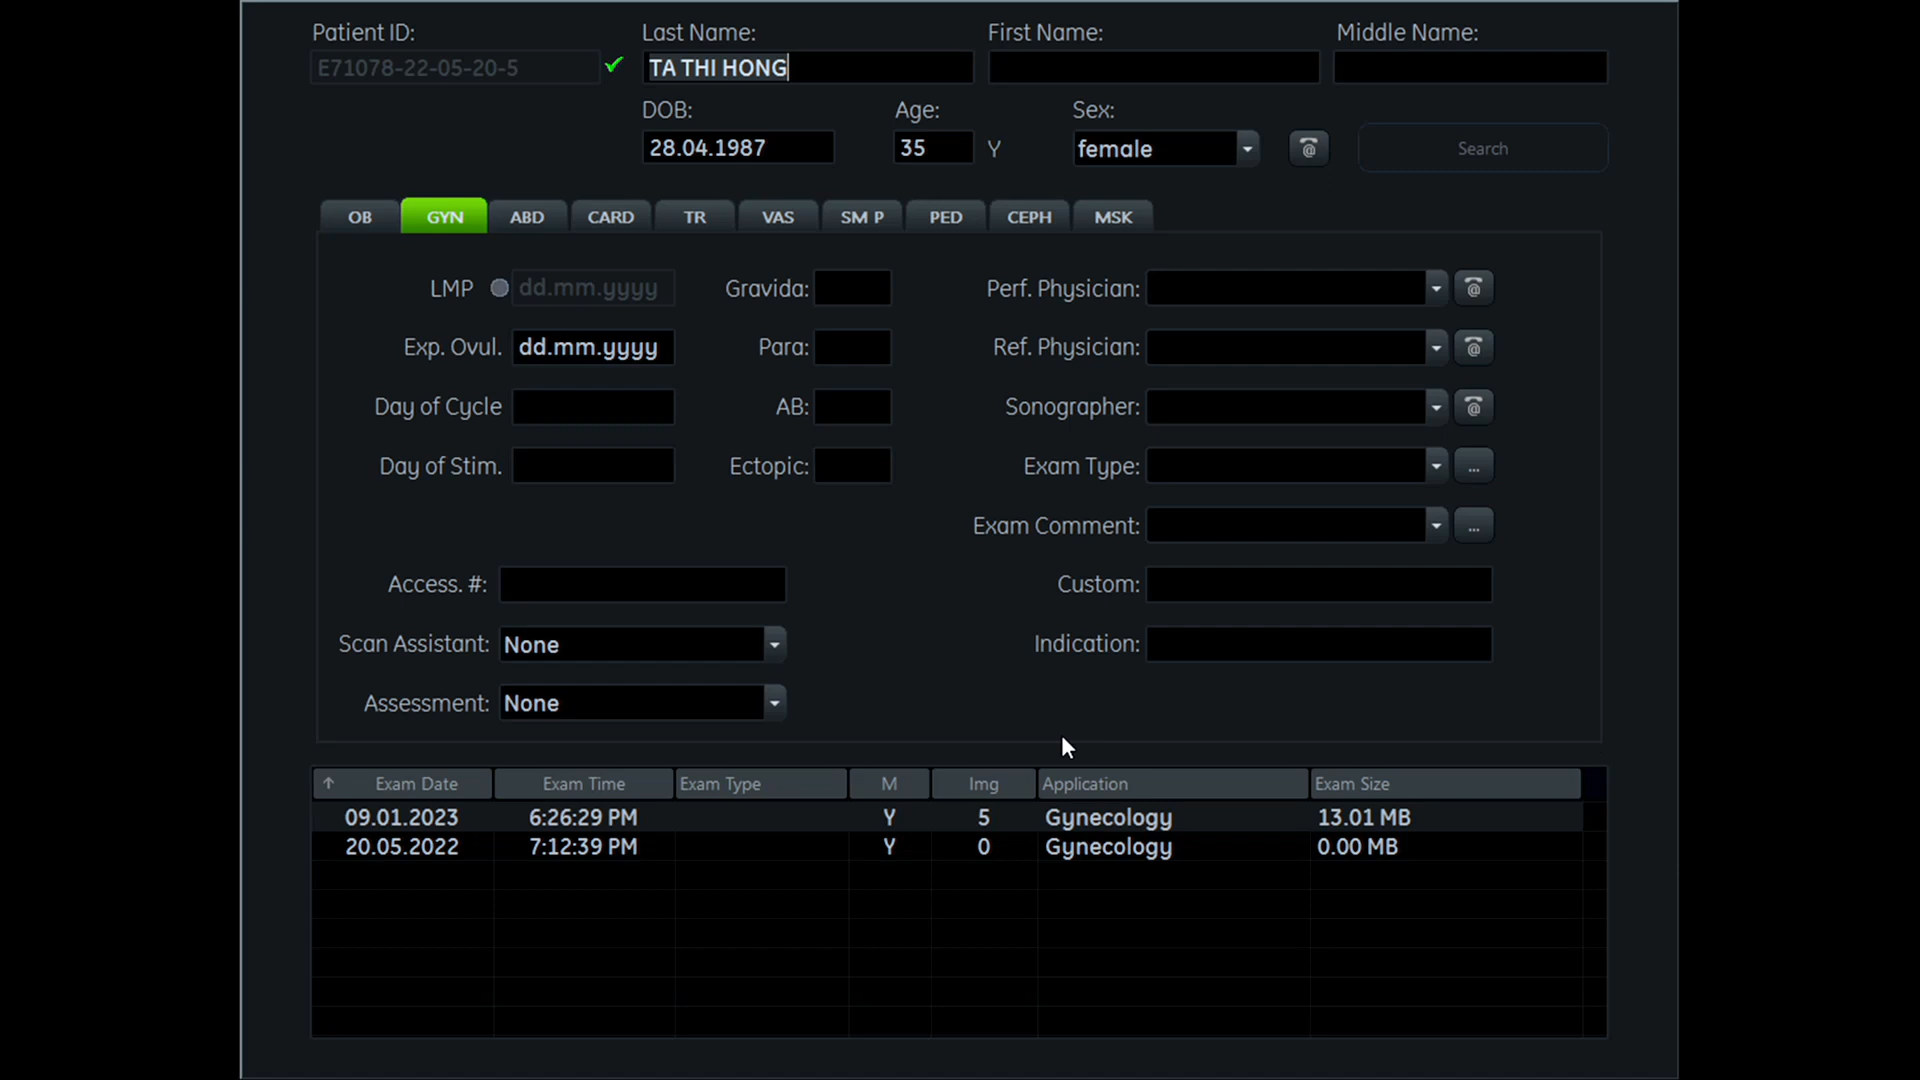 Patient ID: Last Name: First Name: Middle Name:
E71078-22-05-20-5 TA THI HONG
DOB: Age: Sex:
28.04.1987 35 Y female @ Search
OB GYN ABD CARD TR VAS SM P PED CEPH MSK
LMP dd.mm.yyyy Gravida: Perf. Physician: @
Exp. Ovul. dd.mm.yyyy Para: Ref. Physician: @
Day of Cycle AB: Sonographer: @
Day of Stim. Ectopic: Exam Type: ...
Exam Comment: ...
Access. #: Custom:
Scan Assistant: None Indication:
Assessment: None
↑ Exam Date Exam Time Exam Type M Img Application Exam Size
09.01.2023 6:26:29 PM Y 5 Gynecology 13.01 MB
20.05.2022 7:12:39 PM Y 0 Gynecology 0.00 MB